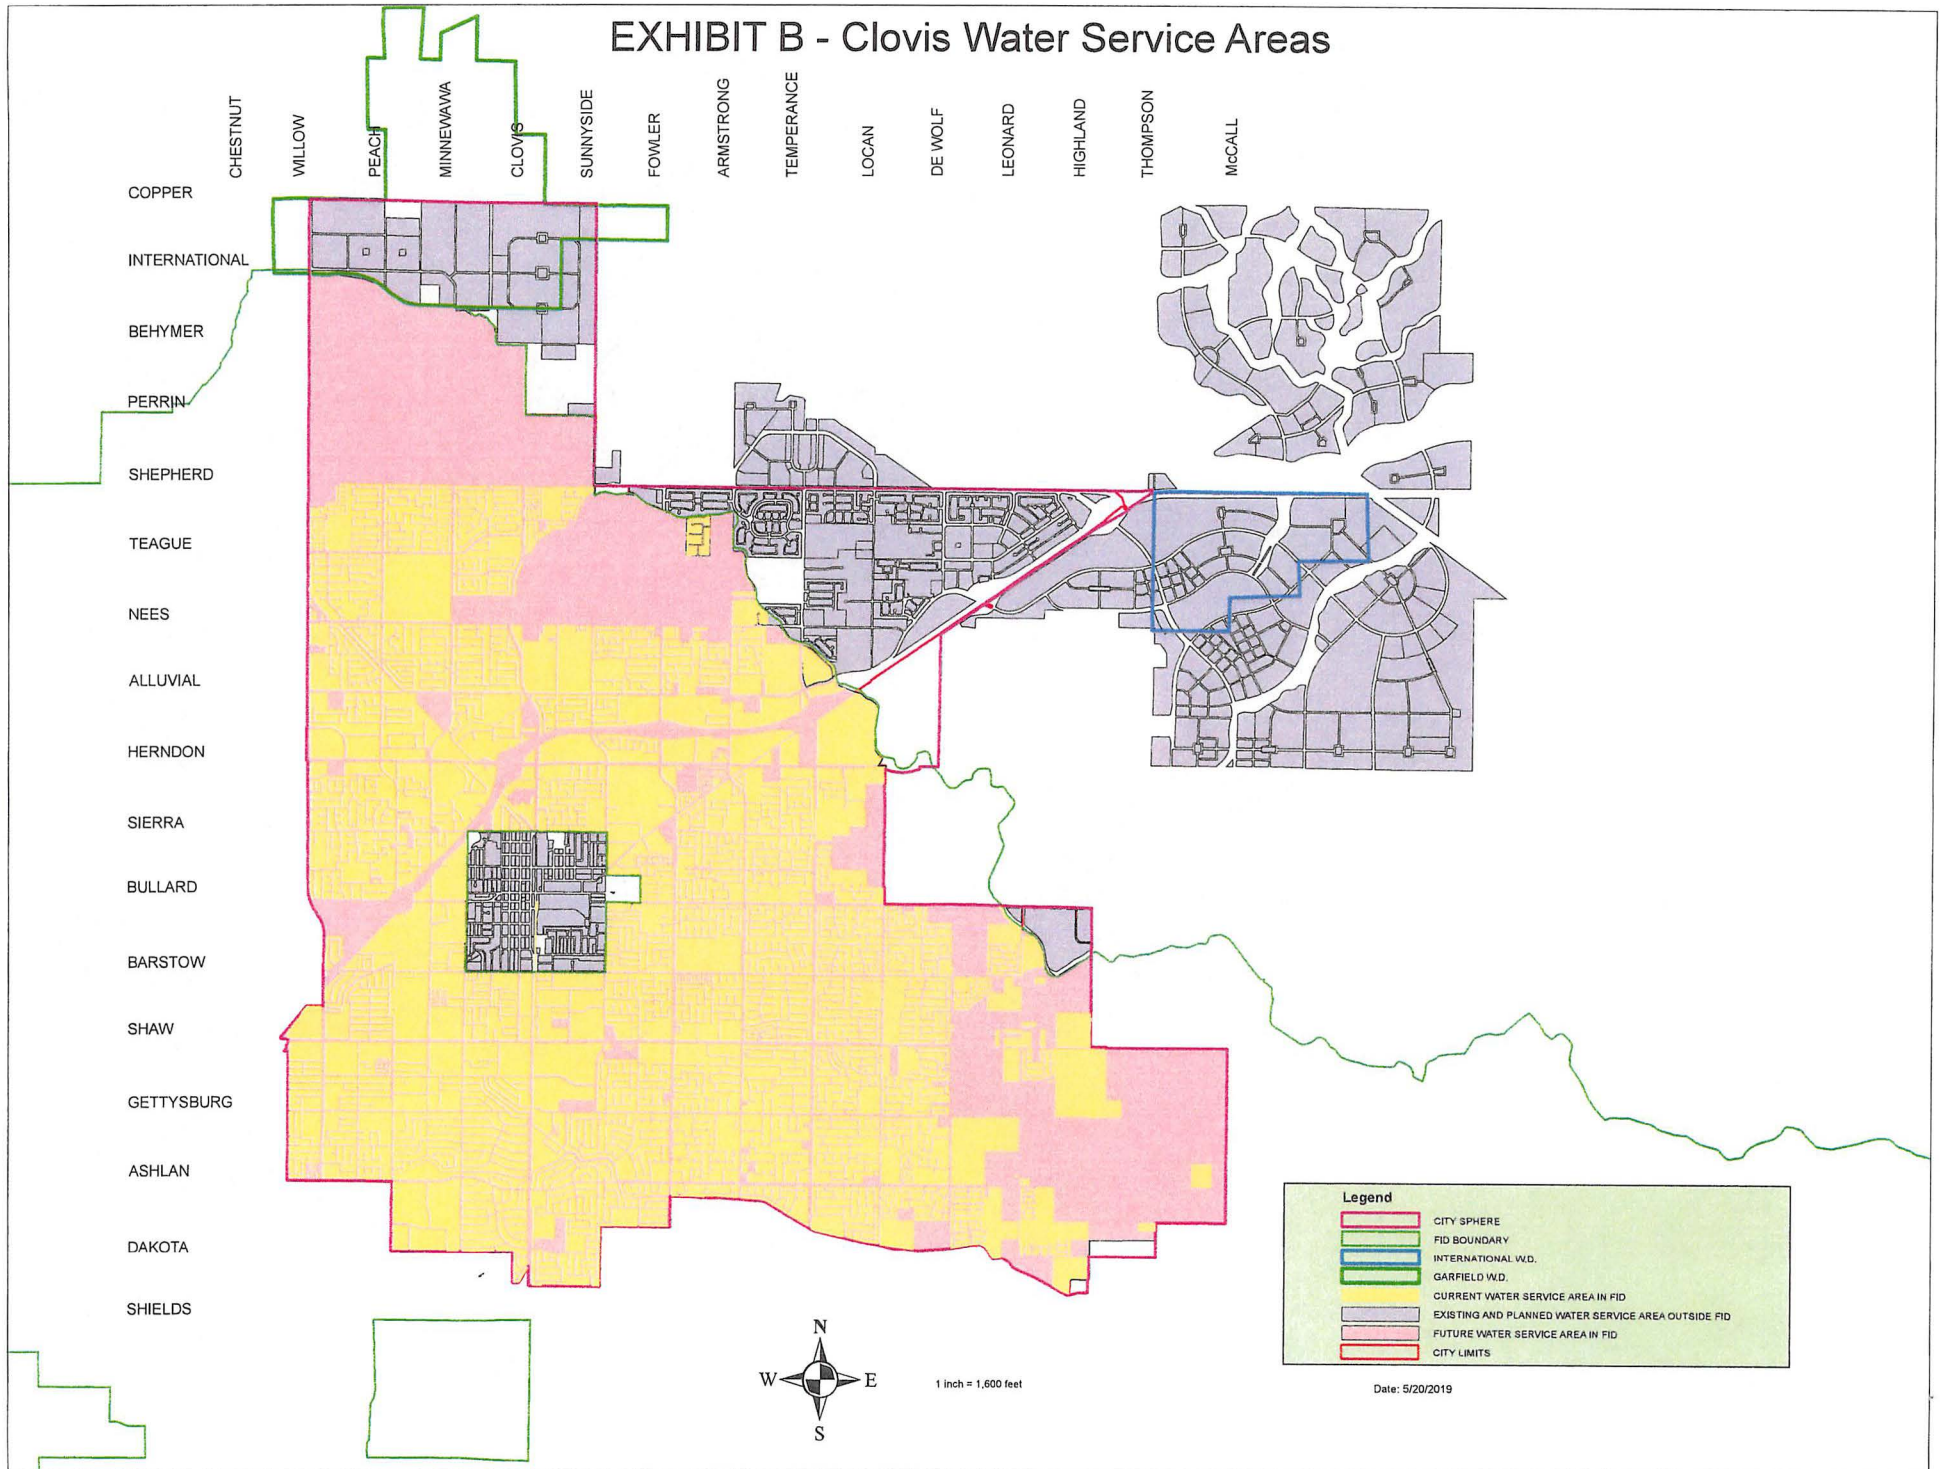 EXHIBIT B - Clovis Water Service Areas
CHESTNUT
WILLOW
PEACH
MINNEWAWA
CLOVIS
SUNNYSIDE
FOWLER
ARMSTRONG
TEMPERANCE
LOCAN
DE WOLF
LEONARD
HIGHLAND
THOMPSON
McCALL
COPPER
INTERNATIONAL
BEHYMER
PERRIN
SHEPHERD
TEAGUE
NEES
ALLUVIAL
HERNDON
SIERRA
BULLARD
BARSTOW
SHAW
GETTYSBURG
ASHLAN
DAKOTA
SHIELDS
N
W E
S
1 inch = 1,600 feet
Legend
CITY SPHERE
FID BOUNDARY
INTERNATIONAL W.D.
GARFIELD W.D.
CURRENT WATER SERVICE AREA IN FID
EXISTING AND PLANNED WATER SERVICE AREA OUTSIDE FID
FUTURE WATER SERVICE AREA IN FID
CITY LIMITS
Date: 5/20/2019